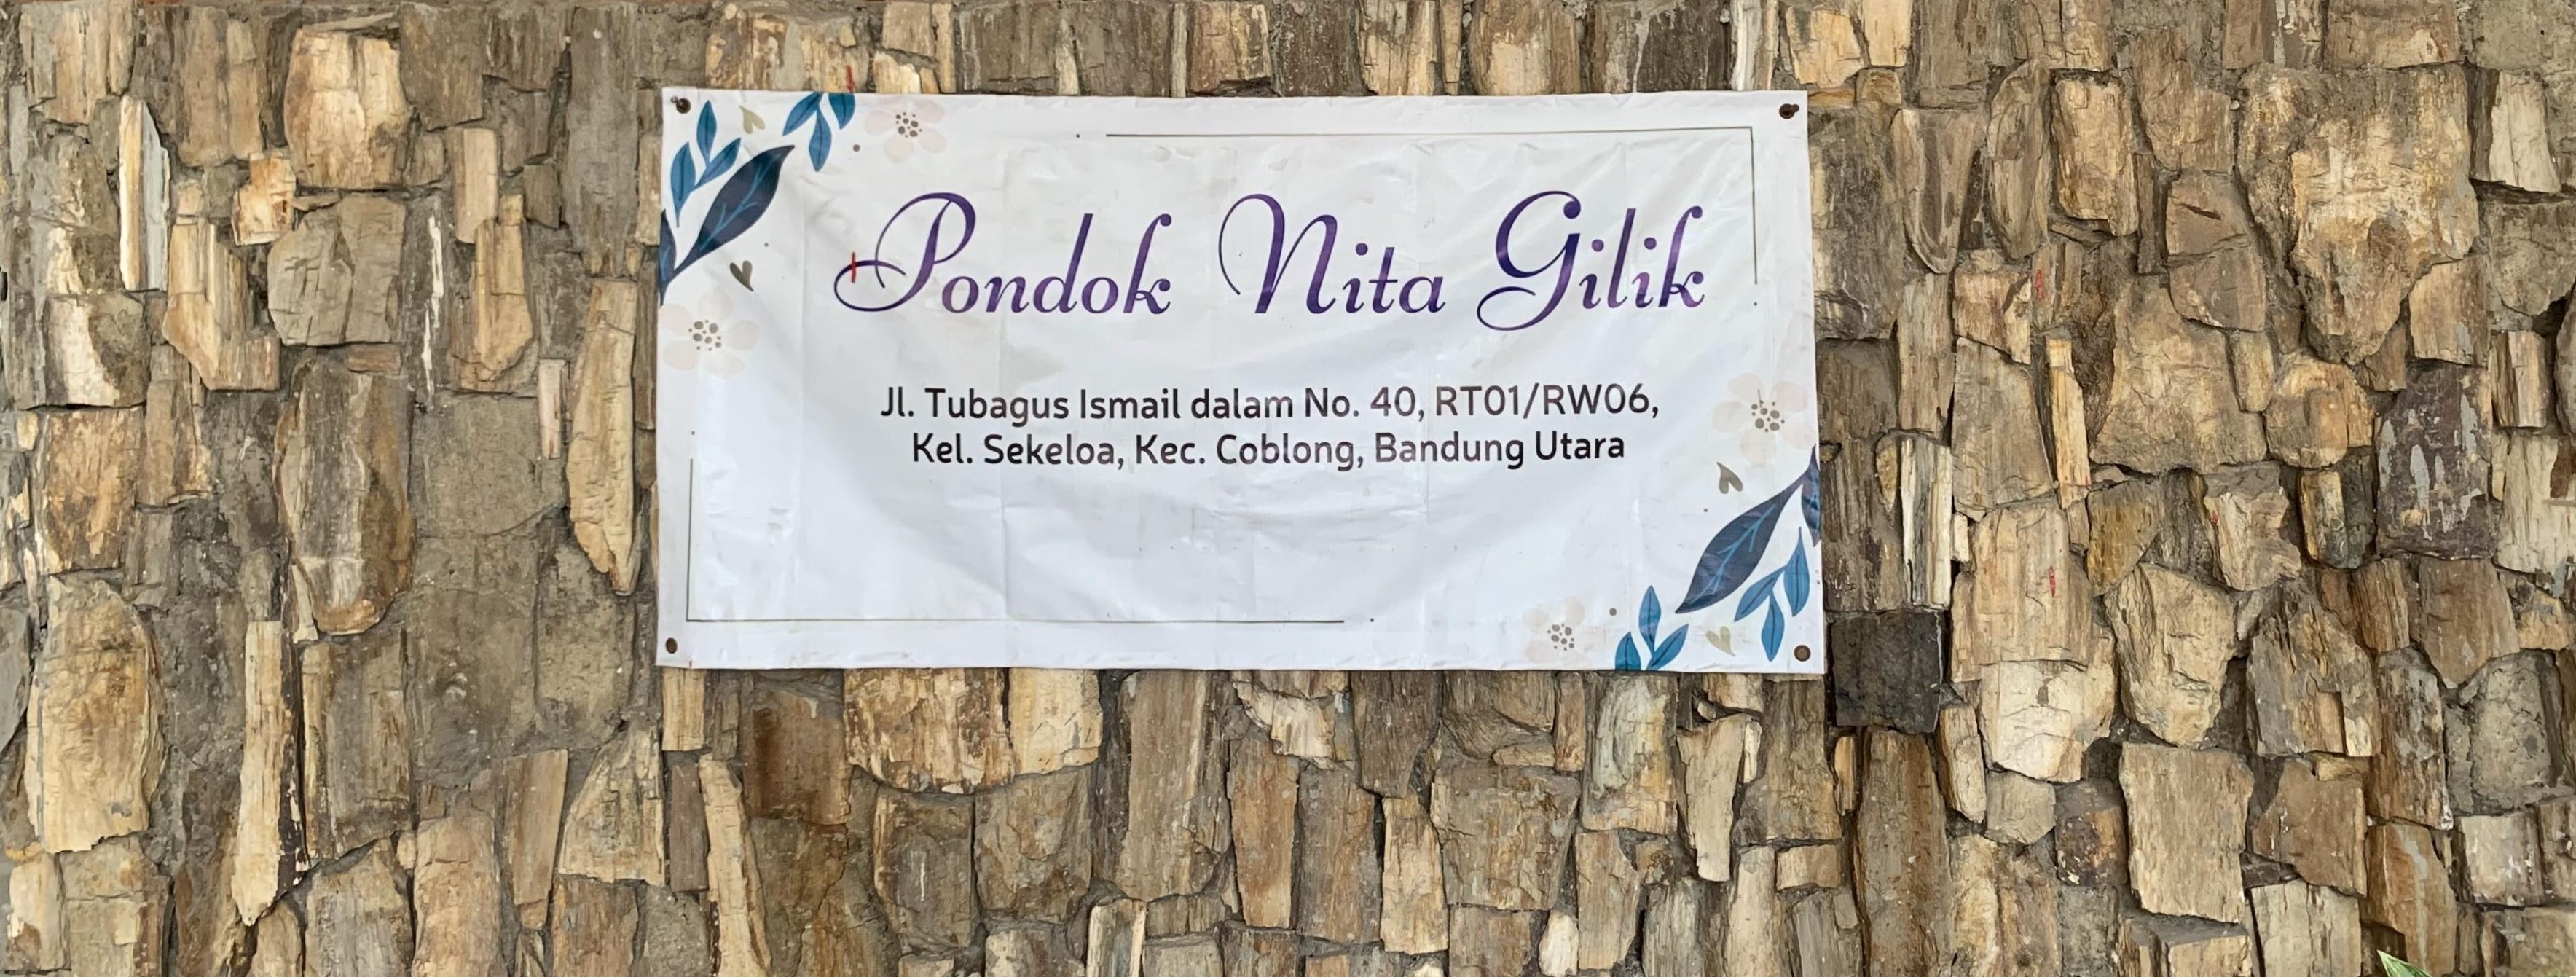 Pondok Nita Gilik
Jl. Tubagus Ismail dalam No. 40, RT01/RW06,
Kel. Sekeloa, Kec. Coblong, Bandung Utara